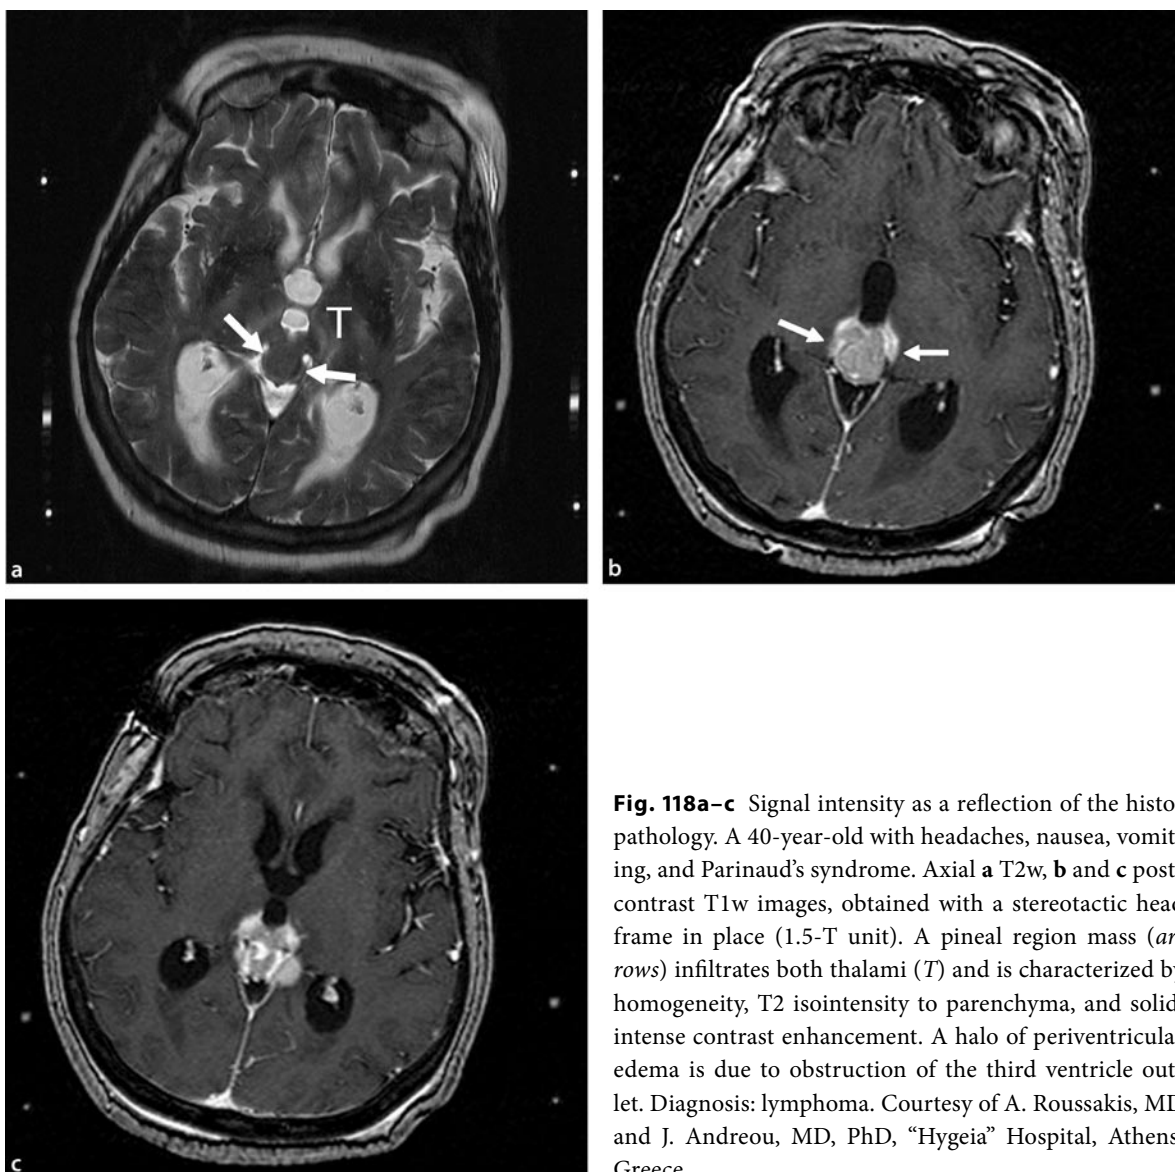 T
a
b
c
Fig. 118a–c Signal intensity as a reflection of the histo
pathology. A 40-year-old with headaches, nausea, vomit
ing, and Parinaud’s syndrome. Axial a T2w, b and c post
contrast T1w images, obtained with a stereotactic head
frame in place (1.5-T unit). A pineal region mass (ar
rows) infiltrates both thalami (T) and is characterized by
homogeneity, T2 isointensity to parenchyma, and solid
intense contrast enhancement. A halo of periventricula
edema is due to obstruction of the third ventricle out
let. Diagnosis: lymphoma. Courtesy of A. Roussakis, MD
and J. Andreou, MD, PhD, “Hygeia” Hospital, Athens
Greece